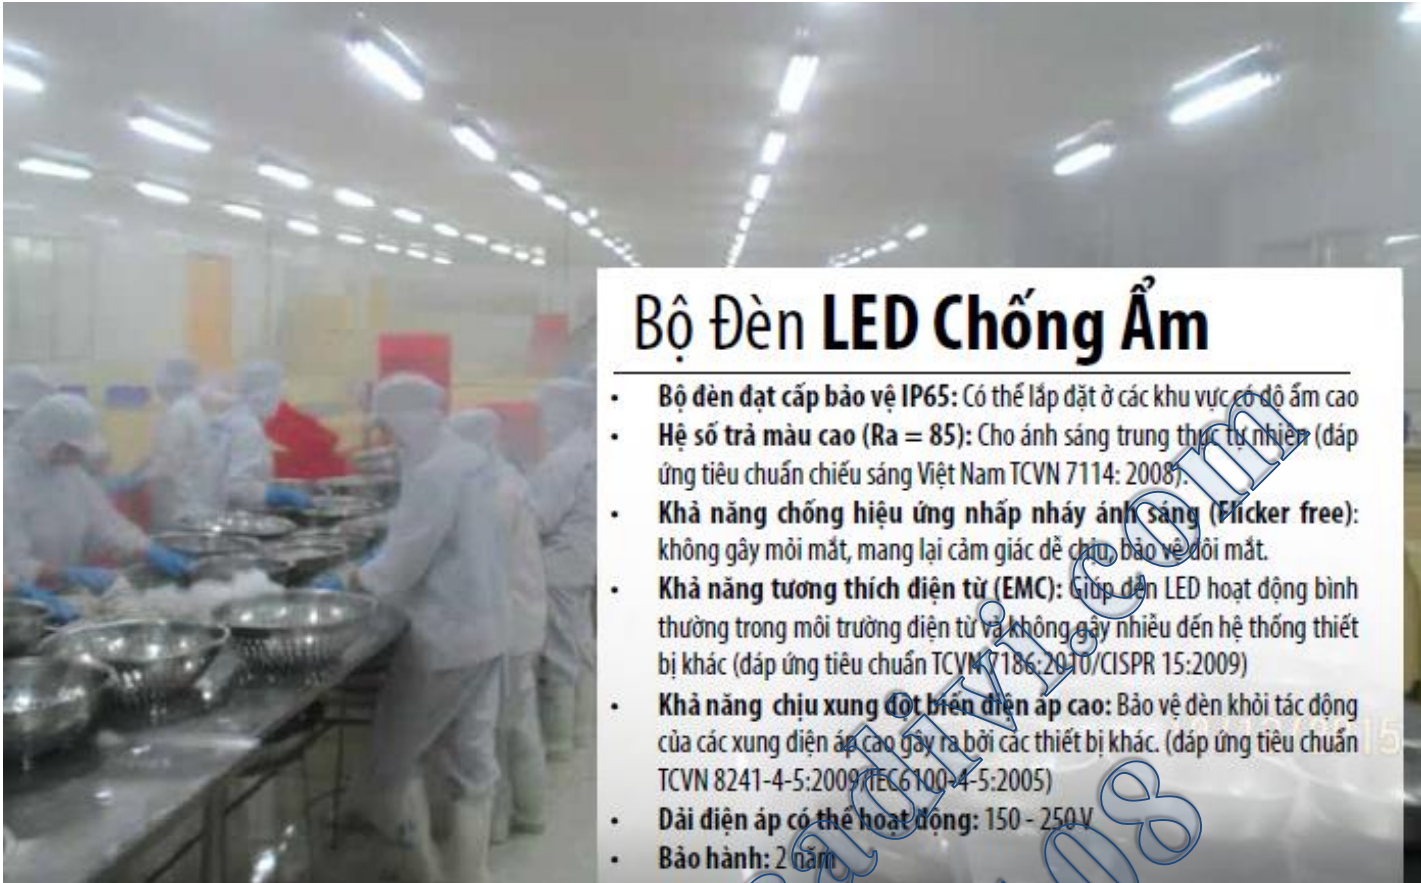 Bộ Đèn LED Chống Ẩm
• Bộ đèn đạt cấp bảo vệ IP65: Có thể lắp đặt ở các khu vực có độ ẩm cao
• Hệ số trả màu cao (Ra = 85): Cho ánh sáng trung thực tự nhiên (đáp
ứng tiêu chuẩn chiếu sáng Việt Nam TCVN 7114: 2008).
• Khả năng chống hiệu ứng nhấp nháy ánh sáng (Flicker free):
không gây mỏi mắt, mang lại cảm giác dễ chịu, bảo vệ đôi mắt.
• Khả năng tương thích điện từ (EMC): Giúp đèn LED hoạt động bình
thường trong môi trường điện từ và không gây nhiễu đến hệ thống thiết
bị khác (đáp ứng tiêu chuẩn TCVN 7186:2010/CISPR 15:2009)
• Khả năng chịu xung đột biến điện áp cao: Bảo vệ đèn khỏi tác động
của các xung điện áp cao gây ra bởi các thiết bị khác. (đáp ứng tiêu chuẩn
TCVN 8241-4-5:2009/IEC6100-4-5:2005)
• Dải điện áp có thể hoạt động: 150 - 250 V
• Bảo hành: 2 năm
adivi.com
08